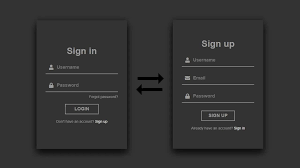 Sign in
Username
Password
Forgot password?
LOGIN
Don't have an account? Sign up
Sign up
Username
Email
Password
SIGN UP
Already have an account? Sign in